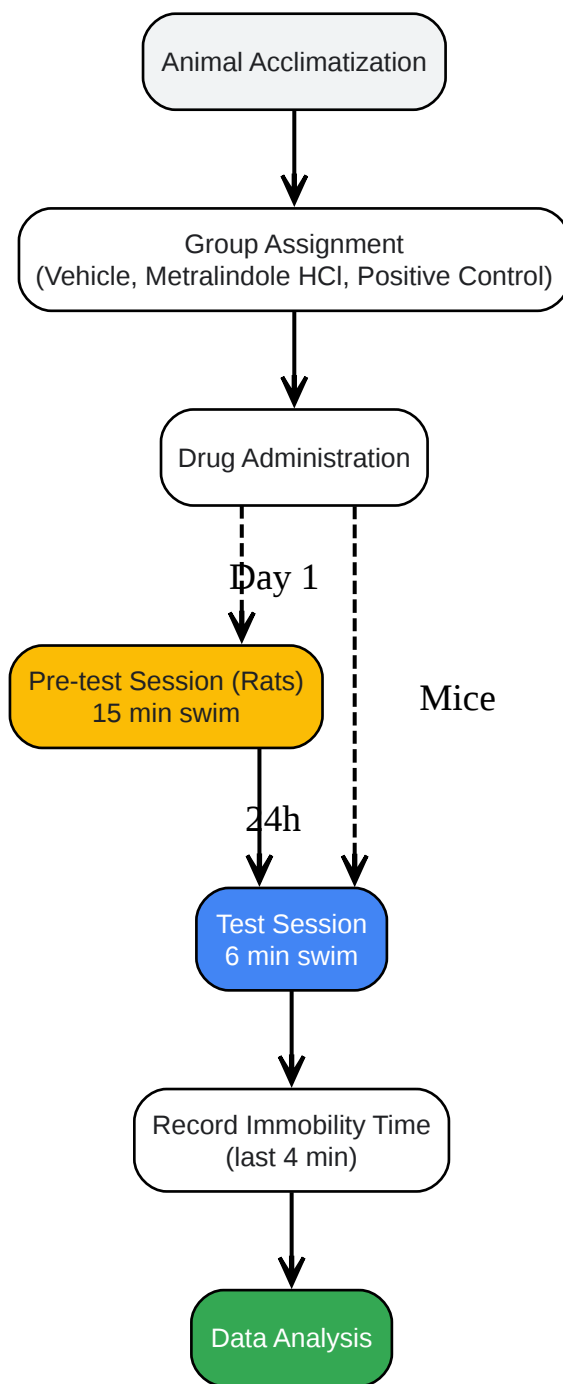 Animal Acclimatization
Group Assignment
(Vehicle, Metralindole HCl, Positive Control)
Drug Administration
Day 1
Pre-test Session (Rats)
15 min swim
Mice
24h
Test Session
6 min swim
Record Immobility Time
(last 4 min)
Data Analysis